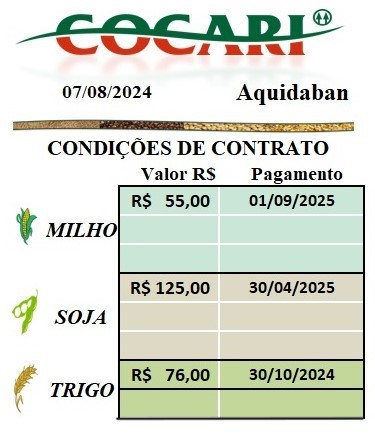 COCARI
07/08/2024 Aquidaban
CONDIÇÕES DE CONTRATO
Valor R$ Pagamento
MILHO R$ 55,00 01/09/2025
SOJA R$ 125,00 30/04/2025
TRIGO R$ 76,00 30/10/2024